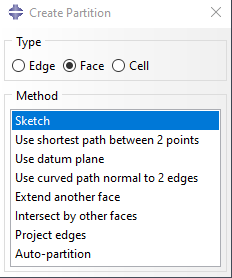 Create Partition
Type
Edge Face Cell
Method
Sketch
Use shortest path between 2 points
Use datum plane
Use curved path normal to 2 edges
Extend another face
Intersect by other faces
Project edges
Auto-partition